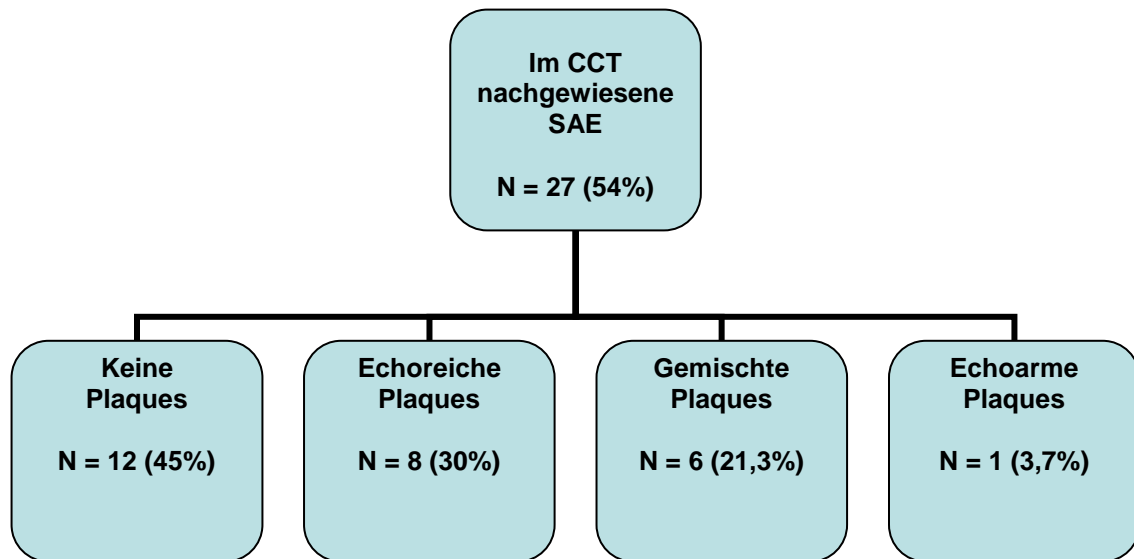 Im CCT
nachgewiesene
SAE
N = 27 (54%)
Keine
Plaques
N = 12 (45%)
Echoreiche
Plaques
N = 8 (30%)
Gemischte
Plaques
N = 6 (21,3%)
Echoarme
Plaques
N = 1 (3,7%)